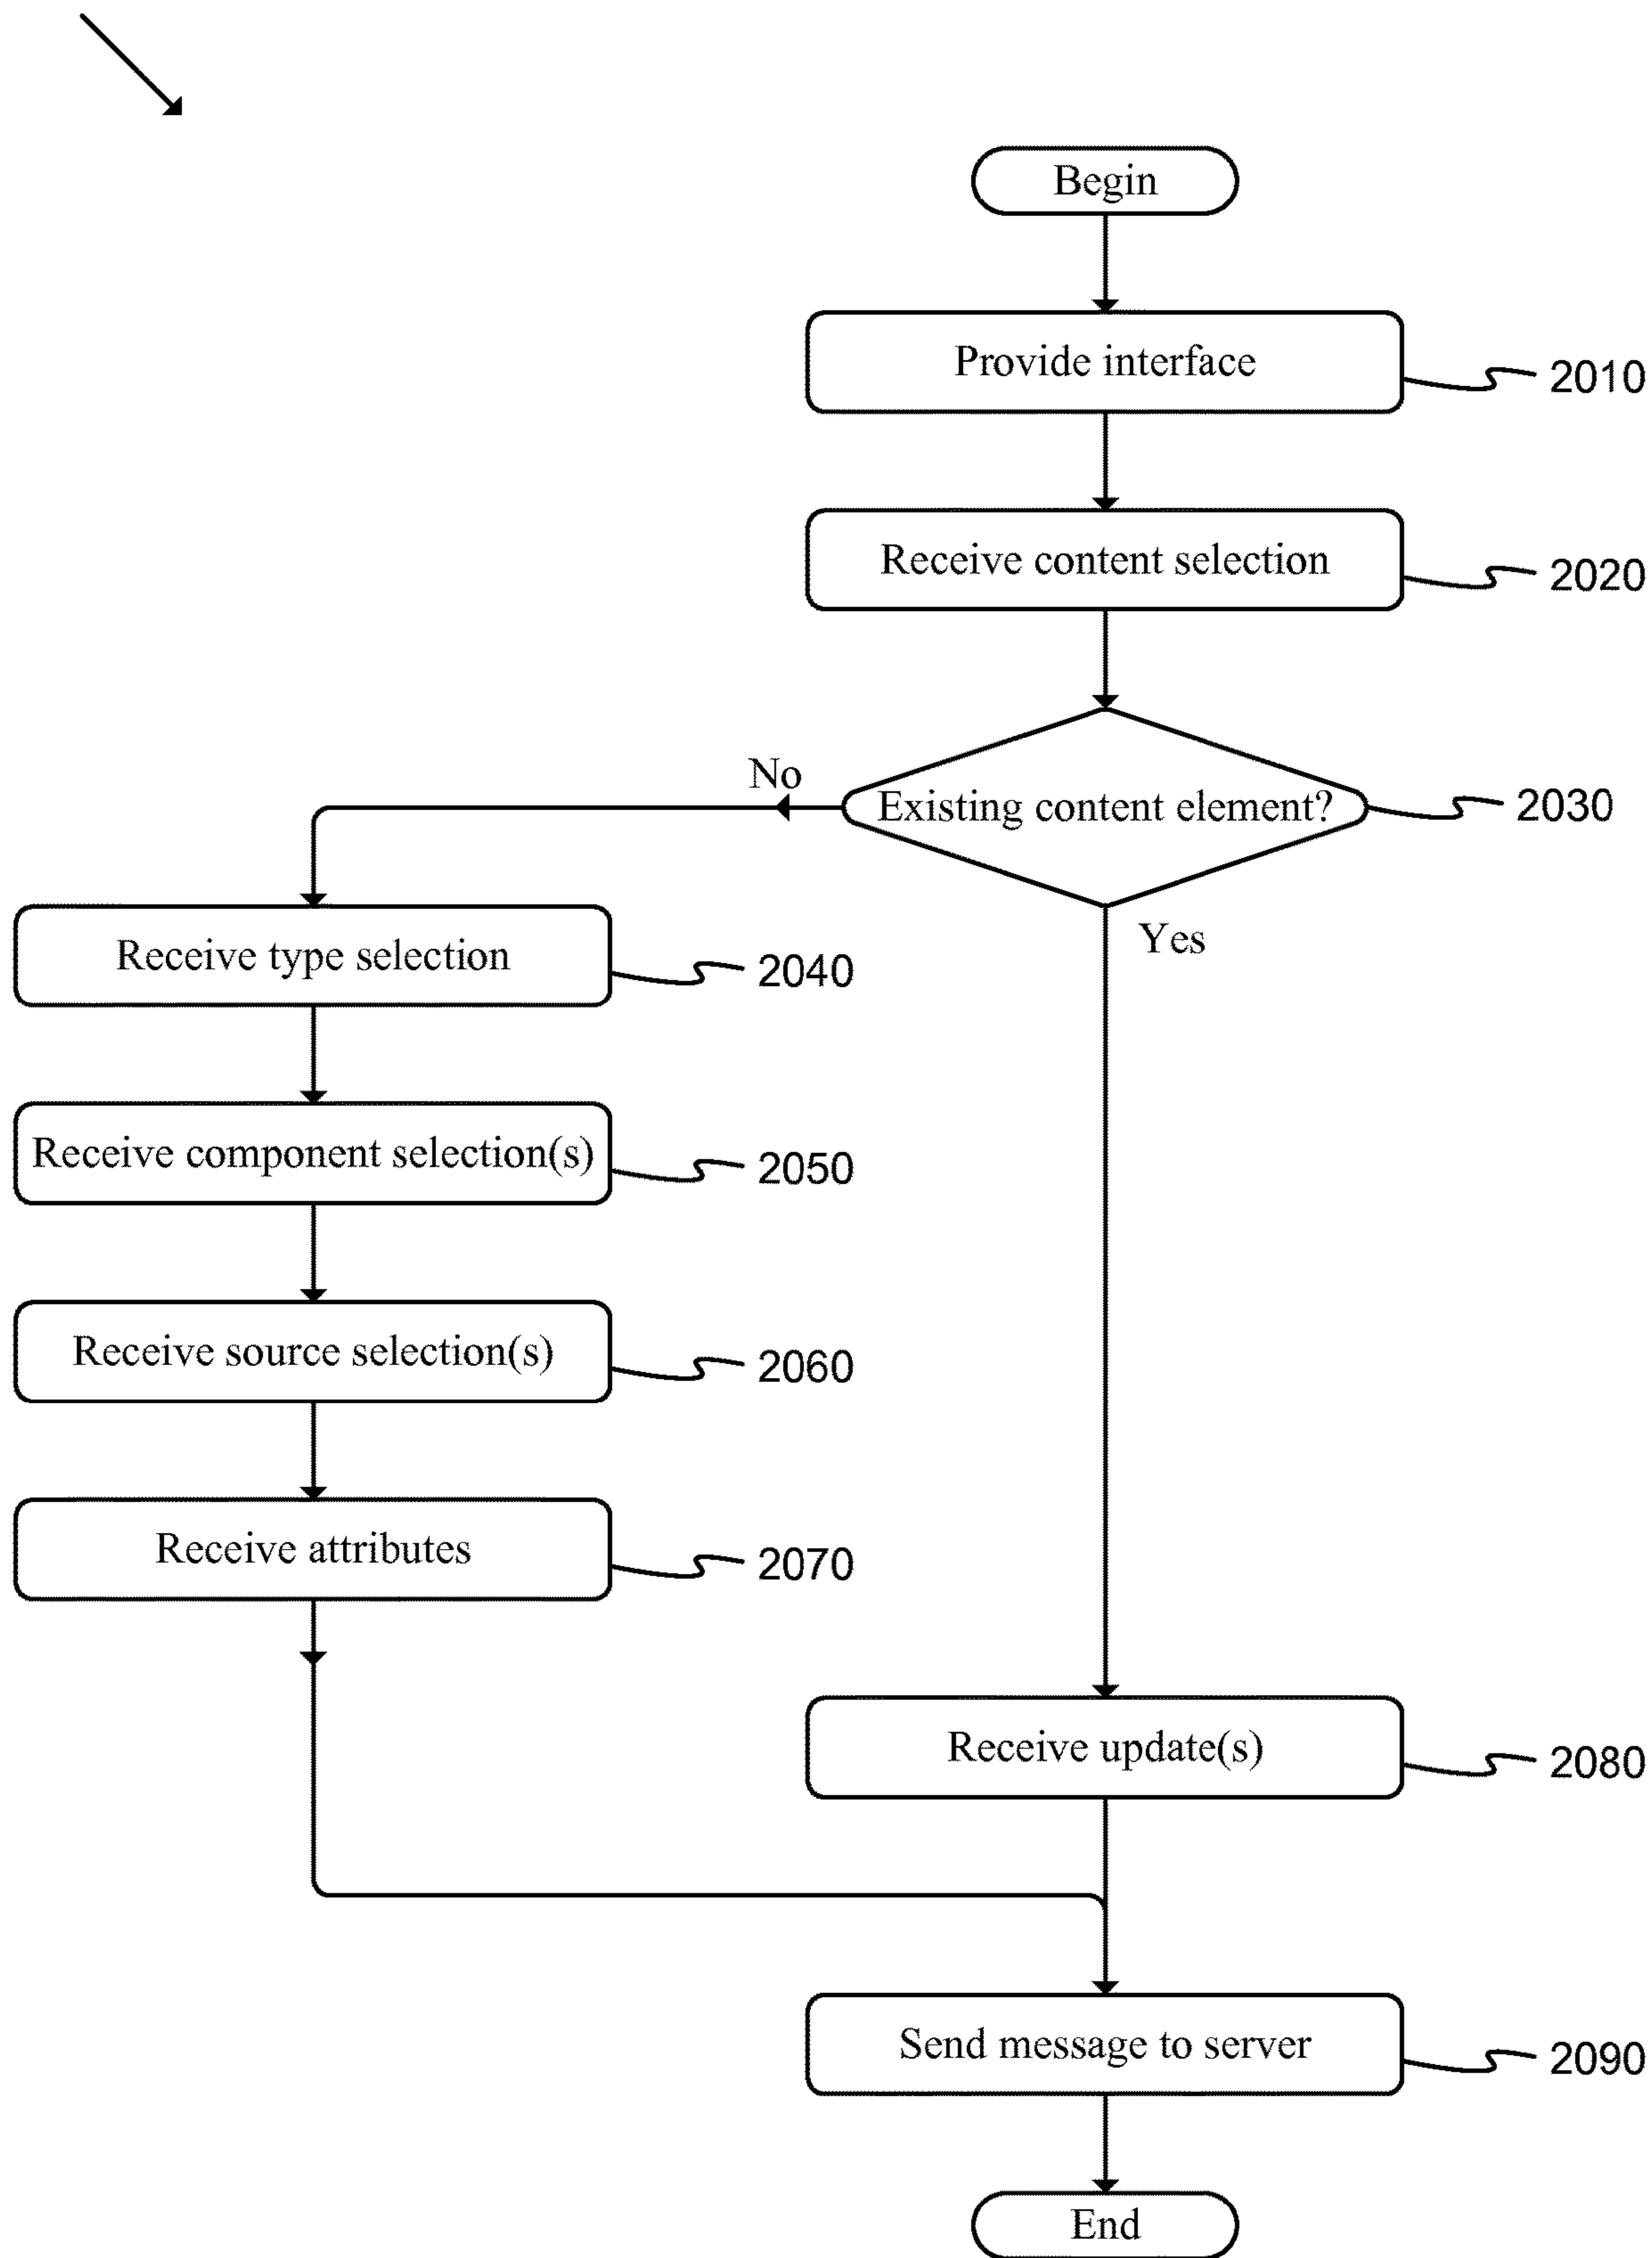 Begin
Provide interface
2010
Receive content selection
2020
Existing content element?
2030
No
Yes
Receive type selection
2040
Receive component selection(s)
2050
Receive source selection(s)
2060
Receive attributes
2070
Receive update(s)
2080
Send message to server
2090
End